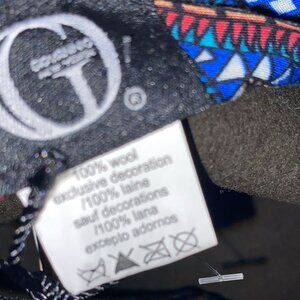 ®
100% wool
exclusive decoration
/100% laine
sauf decorations
/100% lana
excepto adornos